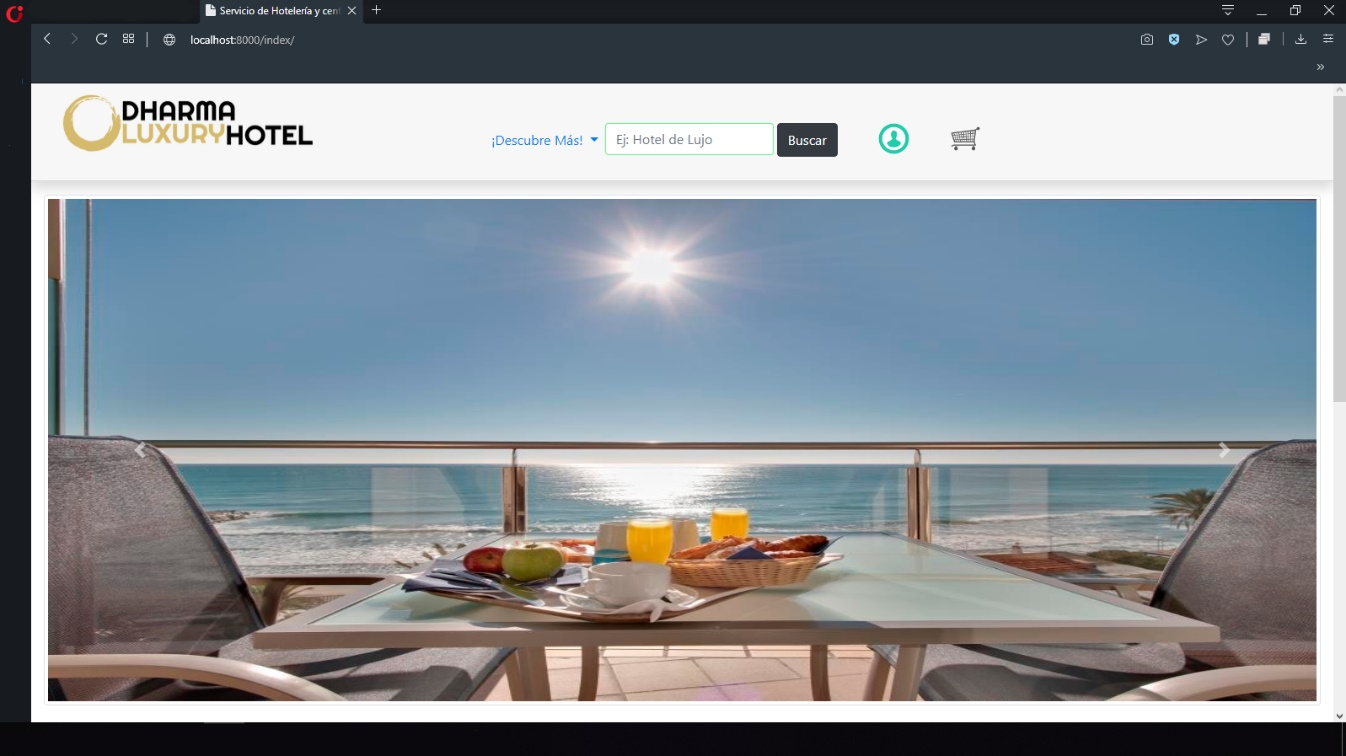 Servicio de Hotelería y cent
localhost:8000/index/
DHARMA
LUXURYHOTEL
¡Descubre Más!
Ej: Hotel de Lujo
Buscar